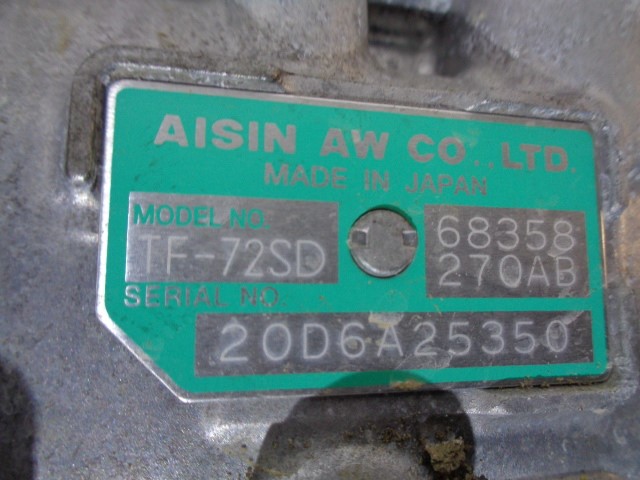 AISIN AW CO., LTD.
MADE IN JAPAN
MODEL NO.
TF-72SD
68358
270AB
SERIAL NO.
20D6A25350